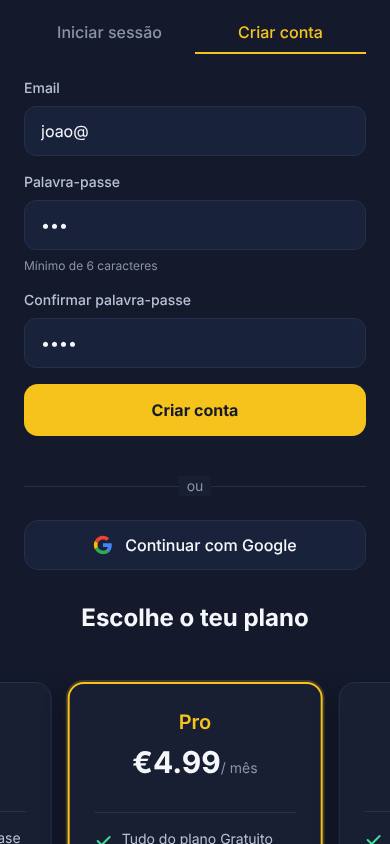 Iniciar sessão
Criar conta
Email
joao@
Palavra-passe
•••
Mínimo de 6 caracteres
Confirmar palavra-passe
••••
Criar conta
ou
Continuar com Google
Escolhe o teu plano
Pro
€4.99/ mês
Tudo do plano Gratuito